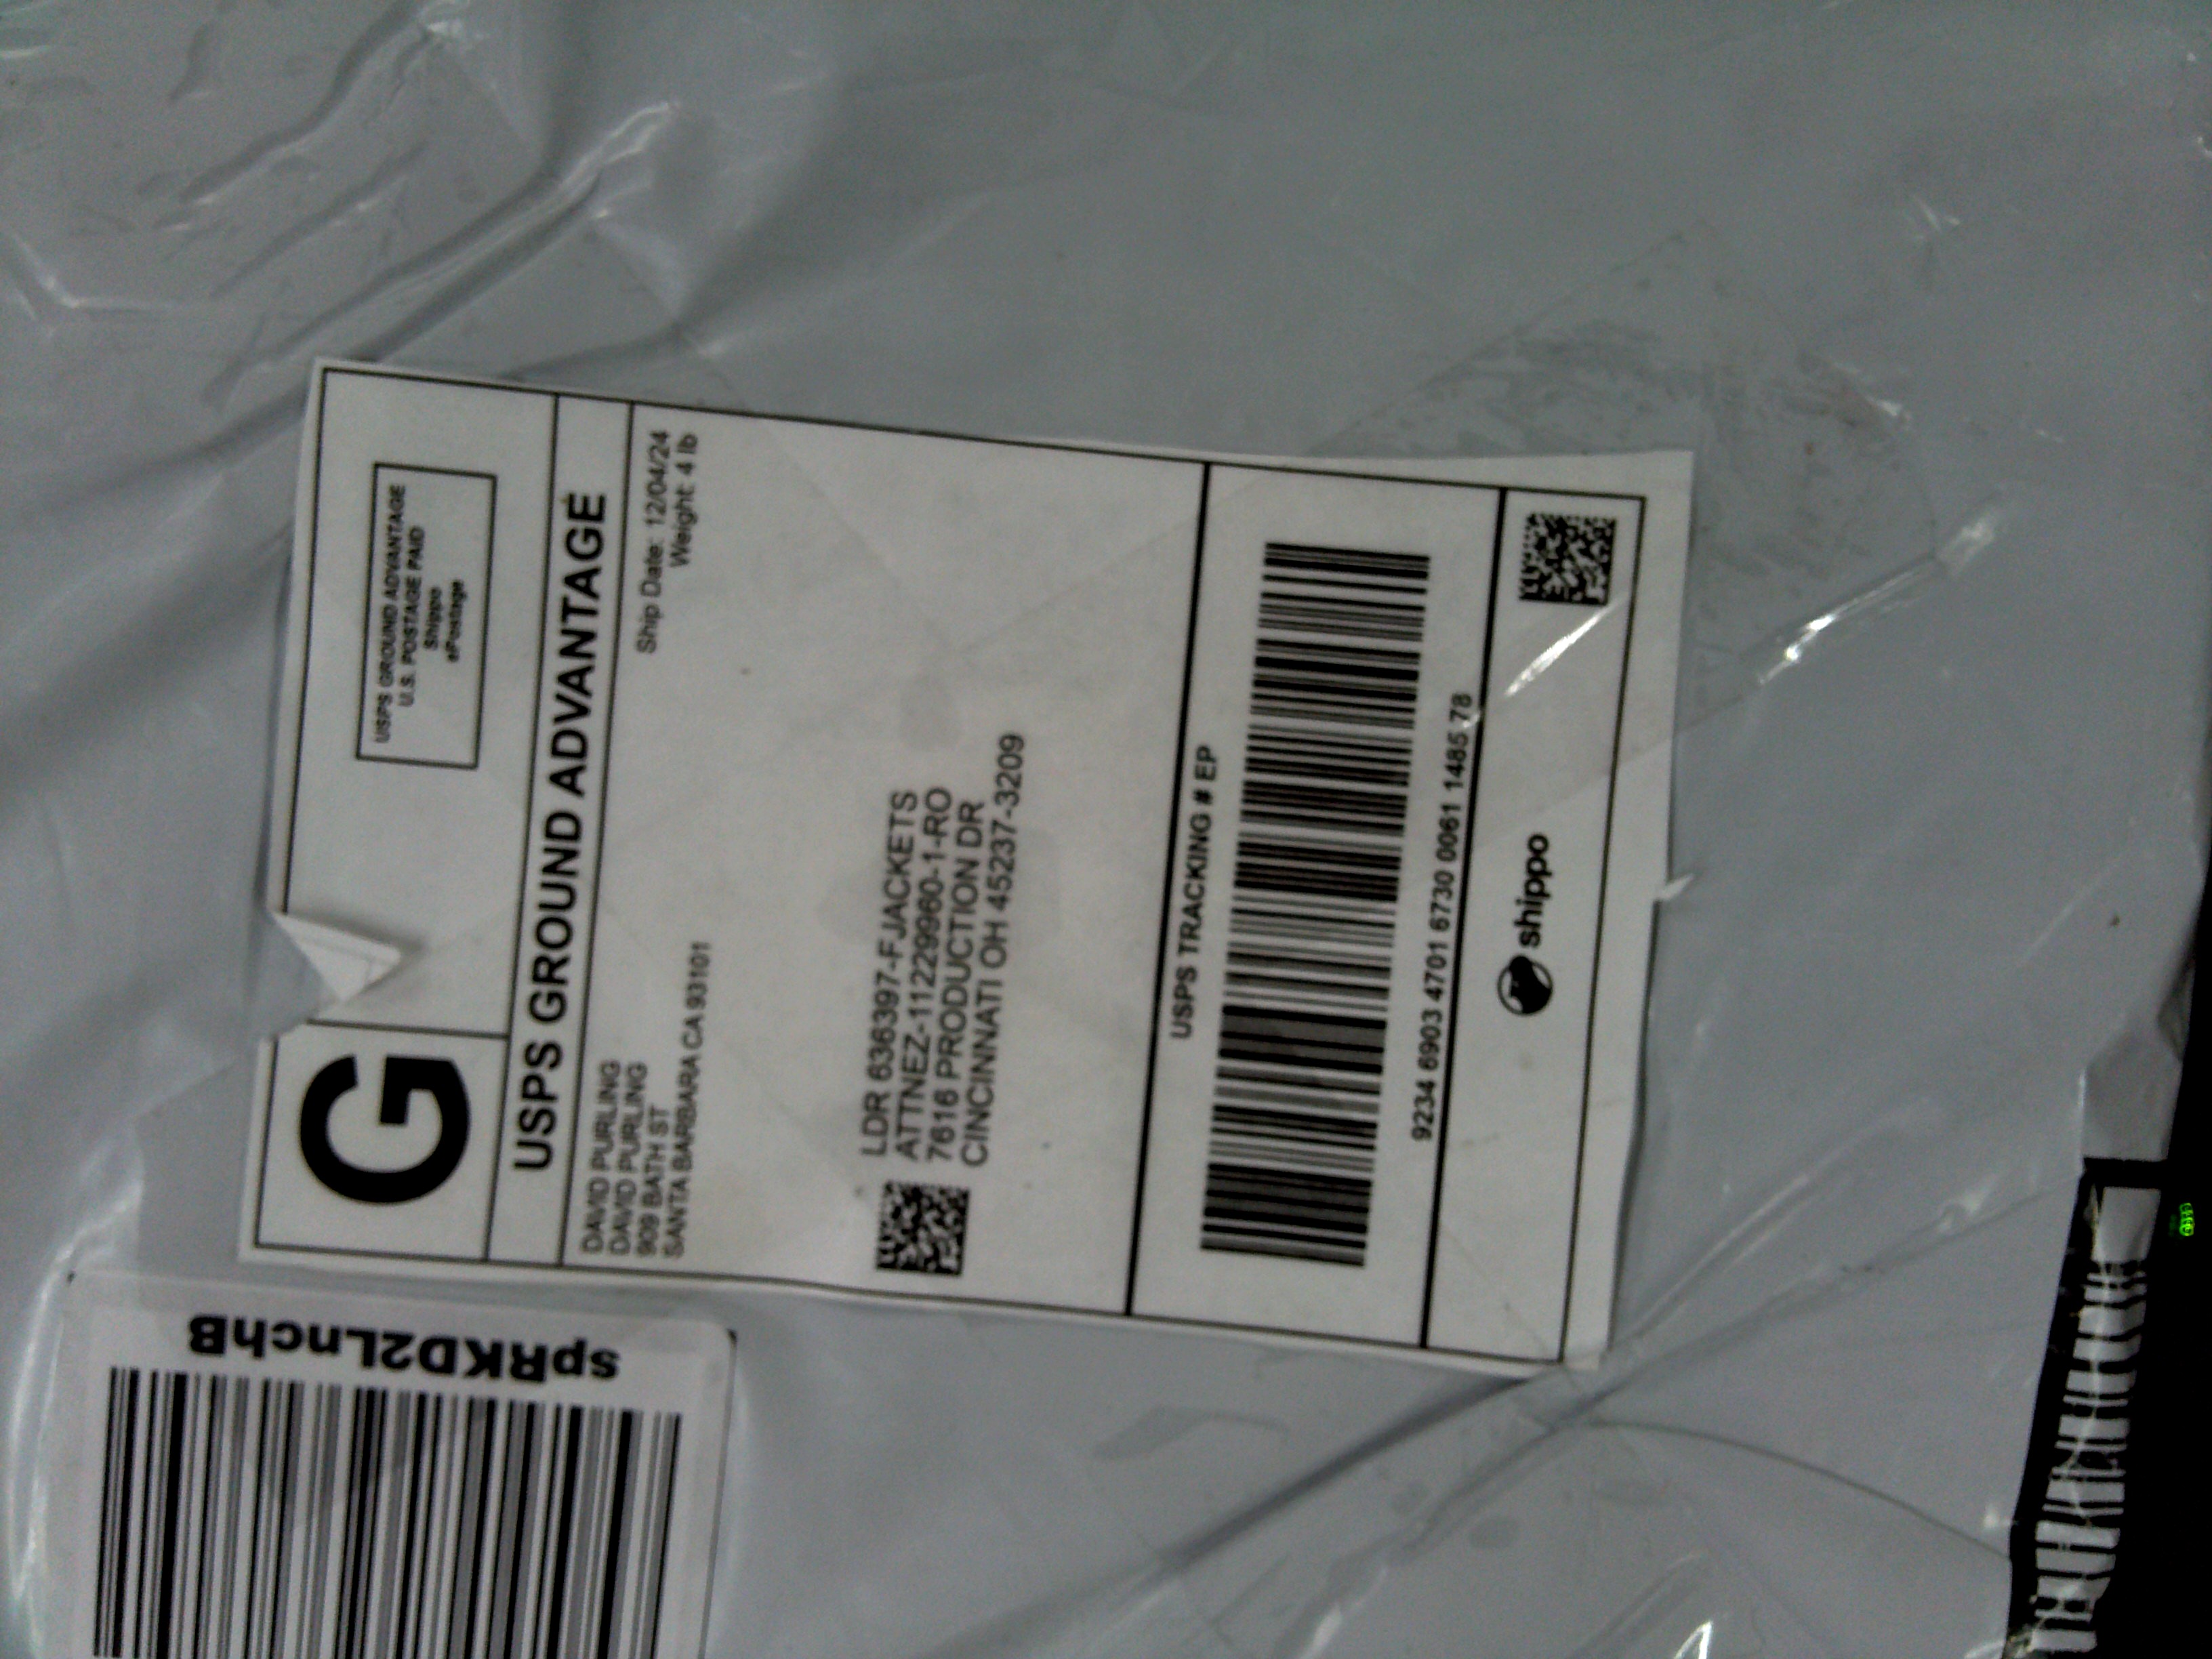 G
USPS GROUND ADVANTAGE
U.S. POSTAGE PAID
Shippo
ePostage
USPS GROUND ADVANTAGE
Ship Date: 12/04/24
Weight: 4 lb
DAVID PURLING
DAVID PURLING
909 BATH ST
SANTA BARBARA CA 93101
LDR 6366397-FJACKETS
ATTNEZ-112299960-1-RO
7616 PRODUCTION DR
CINCINNATI OH 45237-3209
USPS TRACKING # EP
9234 6903 4701 6730 0061 1485 78
shippo
spRKD2LnchB